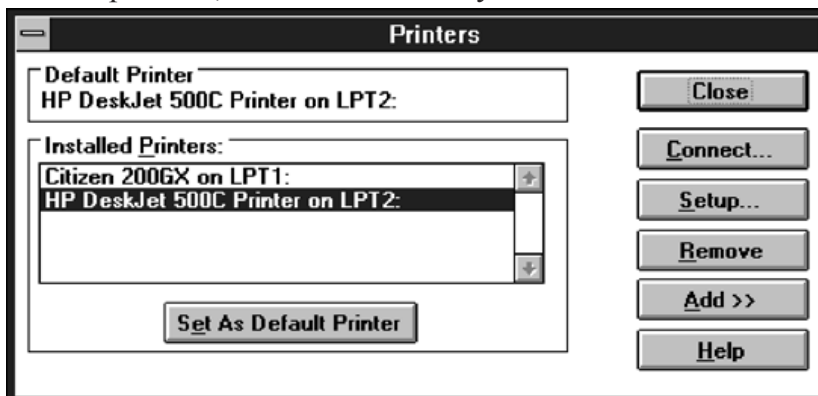 Printers
Default Printer
HP DeskJet 500C Printer on LPT2:
Installed Printers:
Citizen 200GX on LPT1:
HP DeskJet 500C Printer on LPT2:
Set As Default Printer
Close
Connect...
Setup...
Remove
Add >>
Help